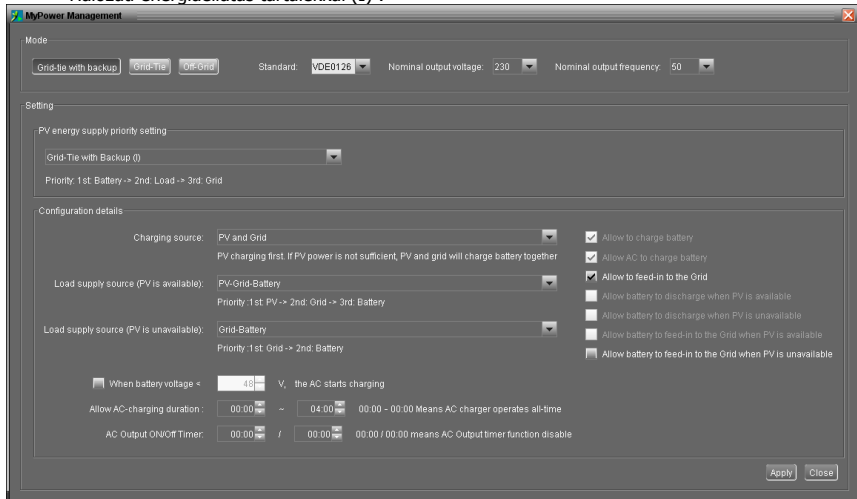 MyPower Management
Mode
Grid-tie with backup Grid-Tie Off-Grid Standard: VDE0126 Nominal output voltage: 230 Nominal output frequency: 50
Setting
PV energy supply priority setting
Grid-Tie with Backup (I)
Priority: 1st: Battery -> 2nd: Load -> 3rd: Grid
Configuration details
Charging source: PV and Grid
PV charging first. If PV power is not sufficient, PV and grid will charge battery together
Load supply source (PV is available): PV-Grid-Battery
Priority :1st: PV -> 2nd: Grid -> 3rd: Battery
Load supply source (PV is unavailable): Grid-Battery
Priority :1st: Grid -> 2nd: Battery
Allow to charge battery
Allow AC to charge battery
Allow to feed-in to the Grid
Allow battery to discharge when PV is available
Allow battery to discharge when PV is unavailable
Allow battery to feed-in to the Grid when PV is available
Allow battery to feed-in to the Grid when PV is unavailable
When battery voltage < 48 V, the AC starts charging
Allow AC-charging duration : 00:00 ~ 04:00 00:00 - 00:00 Means AC charger operates all-time
AC Output ON/Off Timer: 00:00 / 00:00 00:00 / 00:00 means AC Output timer function disable
Apply Close